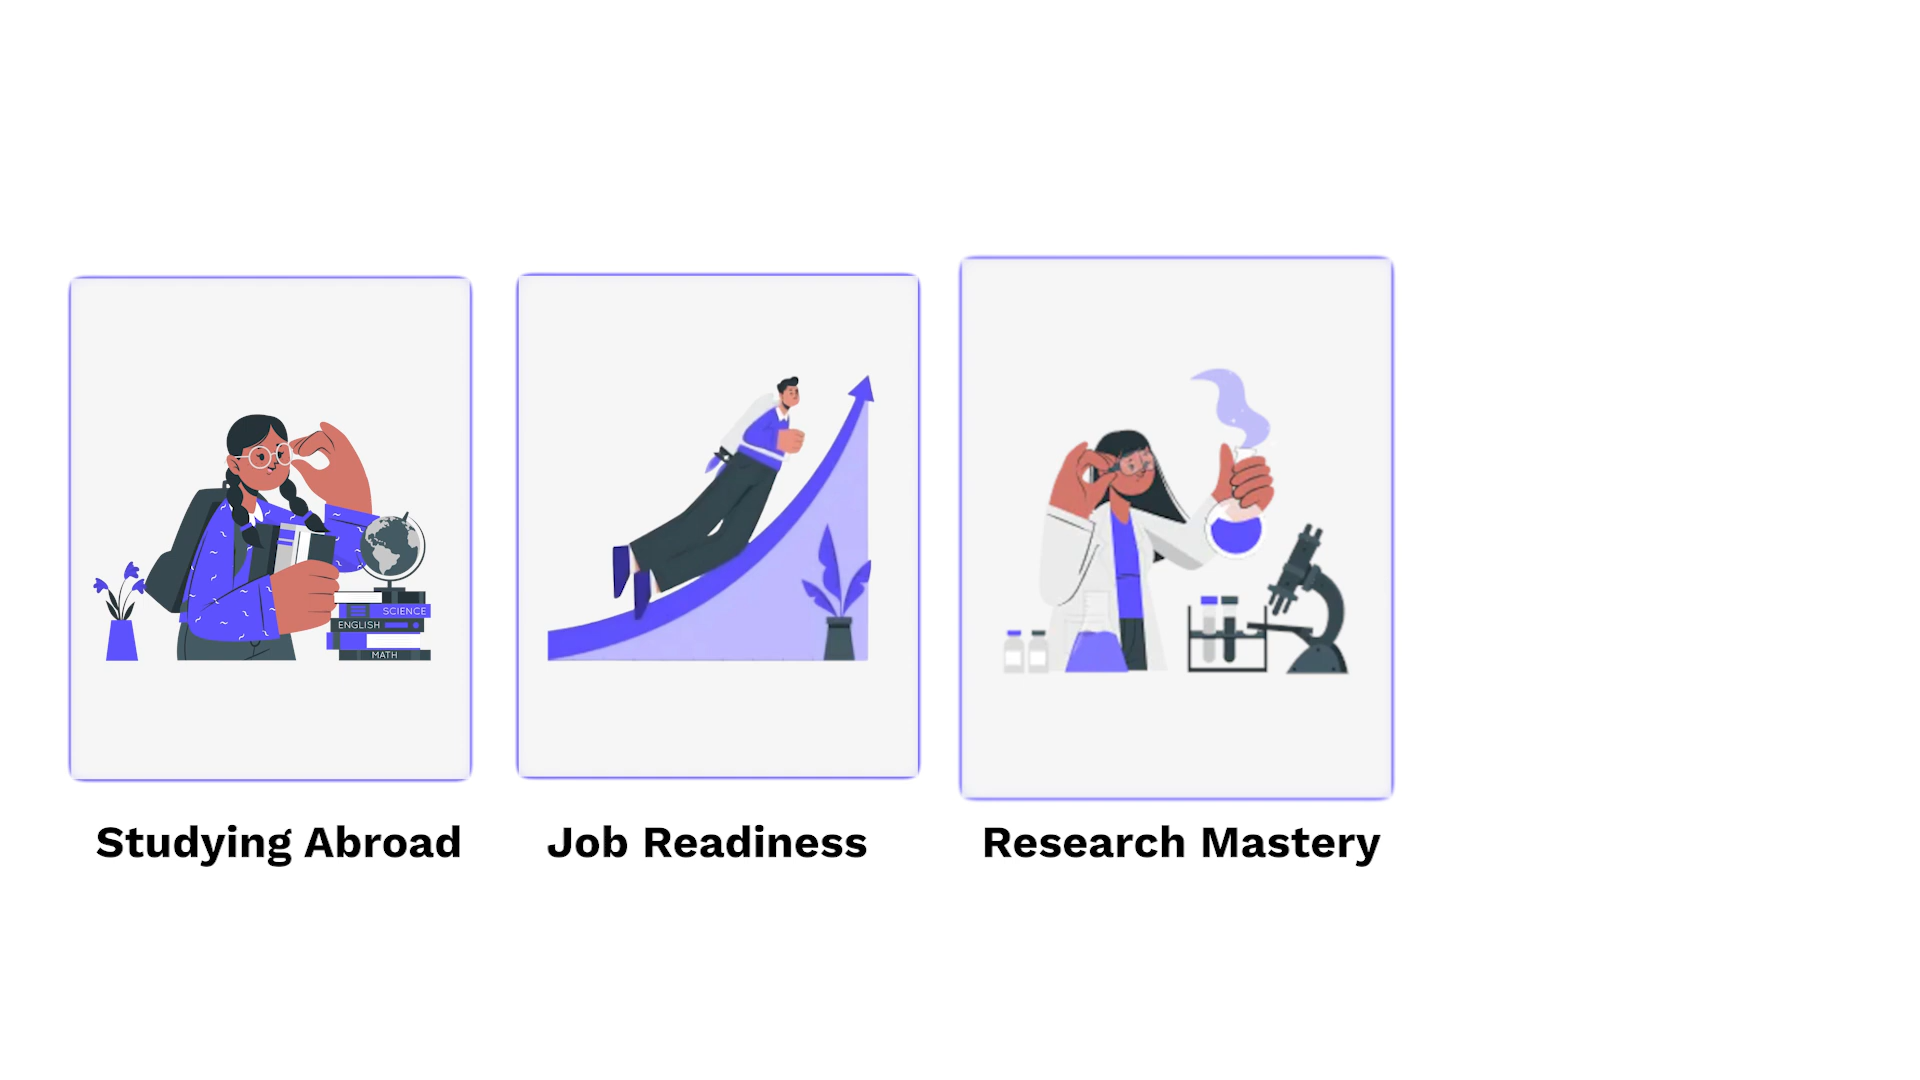 SCIENCE
ENGLISH
MATH
Studying Abroad
Job Readiness
Research Mastery